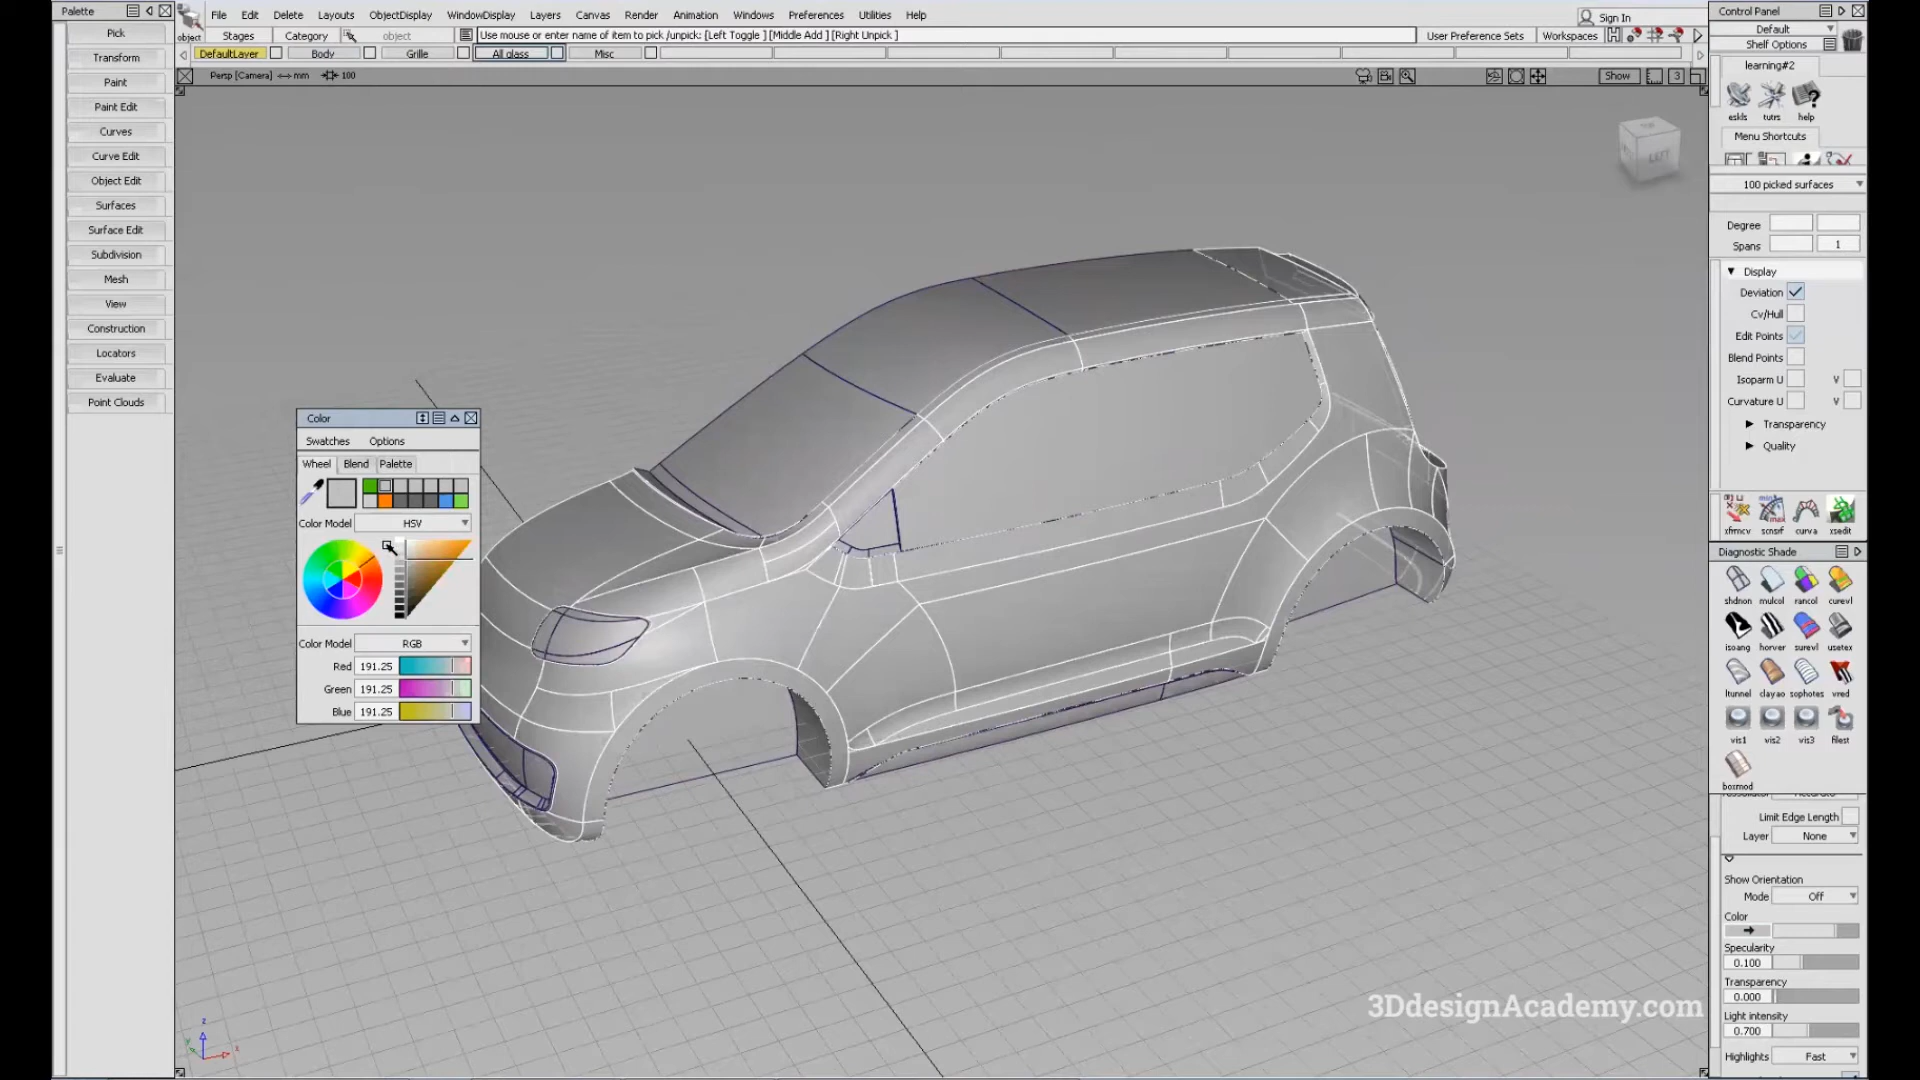 Palette
Pick
Transform
Paint
Paint Edit
Curves
Curve Edit
Object Edit
Surfaces
Surface Edit
Subdivision
Mesh
View
Construction
Locators
Evaluate
Point Clouds
File Edit Delete Layouts ObjectDisplay WindowDisplay Layers Canvas Render Animation Windows Preferences Utilities Help
Sign In
object Stages Category object Use mouse or enter name of item to pick /unpick: [Left Toggle ] [Middle Add ] [Right Unpick ] User Preference Sets Workspaces
DefaultLayer Body Grille All glass Misc
Persp [Camera] mm 100 Show 3
LEFT
Color
Swatches Options
Wheel Blend Palette
Color Model HSV
Color Model RGB
Red 191.25
Green 191.25
Blue 191.25
z
y
x
3DdesignAcademy.com
Control Panel
Default
Shelf Options
learning#2
eskls tutrs help
Menu Shortcuts
100 picked surfaces
Degree
Spans 1
Display
Deviation
Cv/Hull
Edit Points
Blend Points
Isoparm U V
Curvature U V
Transparency
Quality
xfrmcv scnsrf curva xsedit
Diagnostic Shade
shdnon mulcol rancol curevl
isoang horver surevl usetex
ltunnel clayao sophotes vred
vis1 vis2 vis3 filest
boxmod
Limit Edge Length
Layer None
Show Orientation
Mode Off
Color
Specularity
0.100
Transparency
0.000
Light intensity
0.700
Highlights Fast